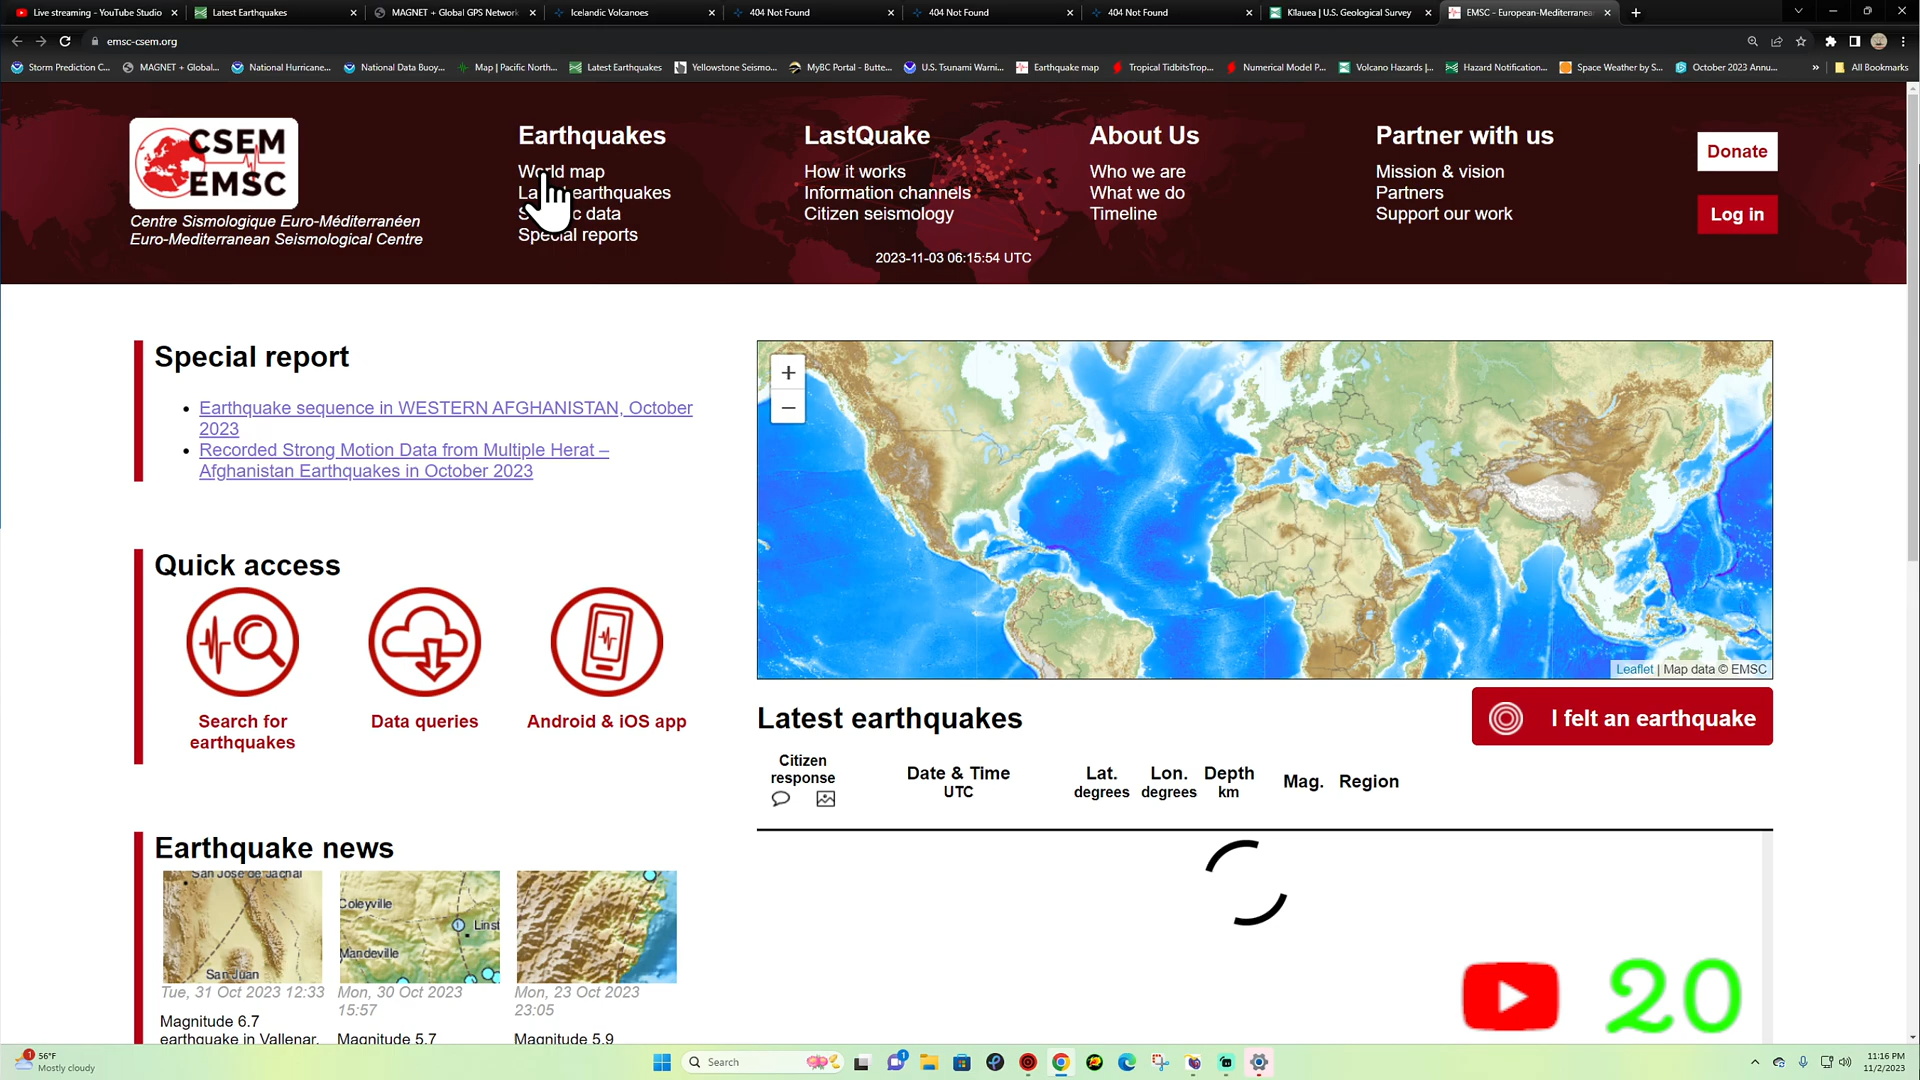 Live streaming - YouTube Studio
Latest Earthquakes
MAGNET + Global GPS Network
Icelandic Volcanoes
404 Not Found
404 Not Found
404 Not Found
Kīlauea | U.S. Geological Survey
EMSC - European-Mediterranea
emsc-csem.org
Storm Prediction C...
MAGNET + Global...
National Hurricane...
National Data Buoy...
Map | Pacific North...
Latest Earthquakes
Yellowstone Seismo...
MyBC Portal - Butte...
U.S. Tsunami Warni...
Earthquake map
Tropical TidbitsTrop...
Numerical Model P...
Volcano Hazards |...
Hazard Notification...
Space Weather by S...
October 2023 Annu...
»
All Bookmarks
CSEM
EMSC
Centre Sismologique Euro-Méditerranéen
Euro-Mediterranean Seismological Centre
Earthquakes
World map
earthquakes
data
Special reports
LastQuake
How it works
Information channels
Citizen seismology
About Us
Who we are
What we do
Timeline
Partner with us
Mission & vision
Partners
Support our work
Donate
Log in
2023-11-03 06:15:54 UTC
Special report
• Earthquake sequence in WESTERN AFGHANISTAN, October
2023
• Recorded Strong Motion Data from Multiple Herat –
Afghanistan Earthquakes in October 2023
Quick access
Search for
earthquakes
Data queries
Android & iOS app
Earthquake news
San José de Jáchal
San Juan
Tue, 31 Oct 2023 12:33
Magnitude 6.7
earthquake in Vallenar,
Coleyville
Linst
Mandeville
Mon, 30 Oct 2023
15:57
Magnitude 5.7
Mon, 23 Oct 2023
23:05
Magnitude 5.9
+
−
Leaflet | Map data © EMSC
Latest earthquakes
I felt an earthquake
Citizen
response
Date & Time
UTC
Lat.
degrees
Lon.
degrees
Depth
km
Mag.
Region
20
1
56°F
Mostly cloudy
Search
1
11:16 PM
11/2/2023